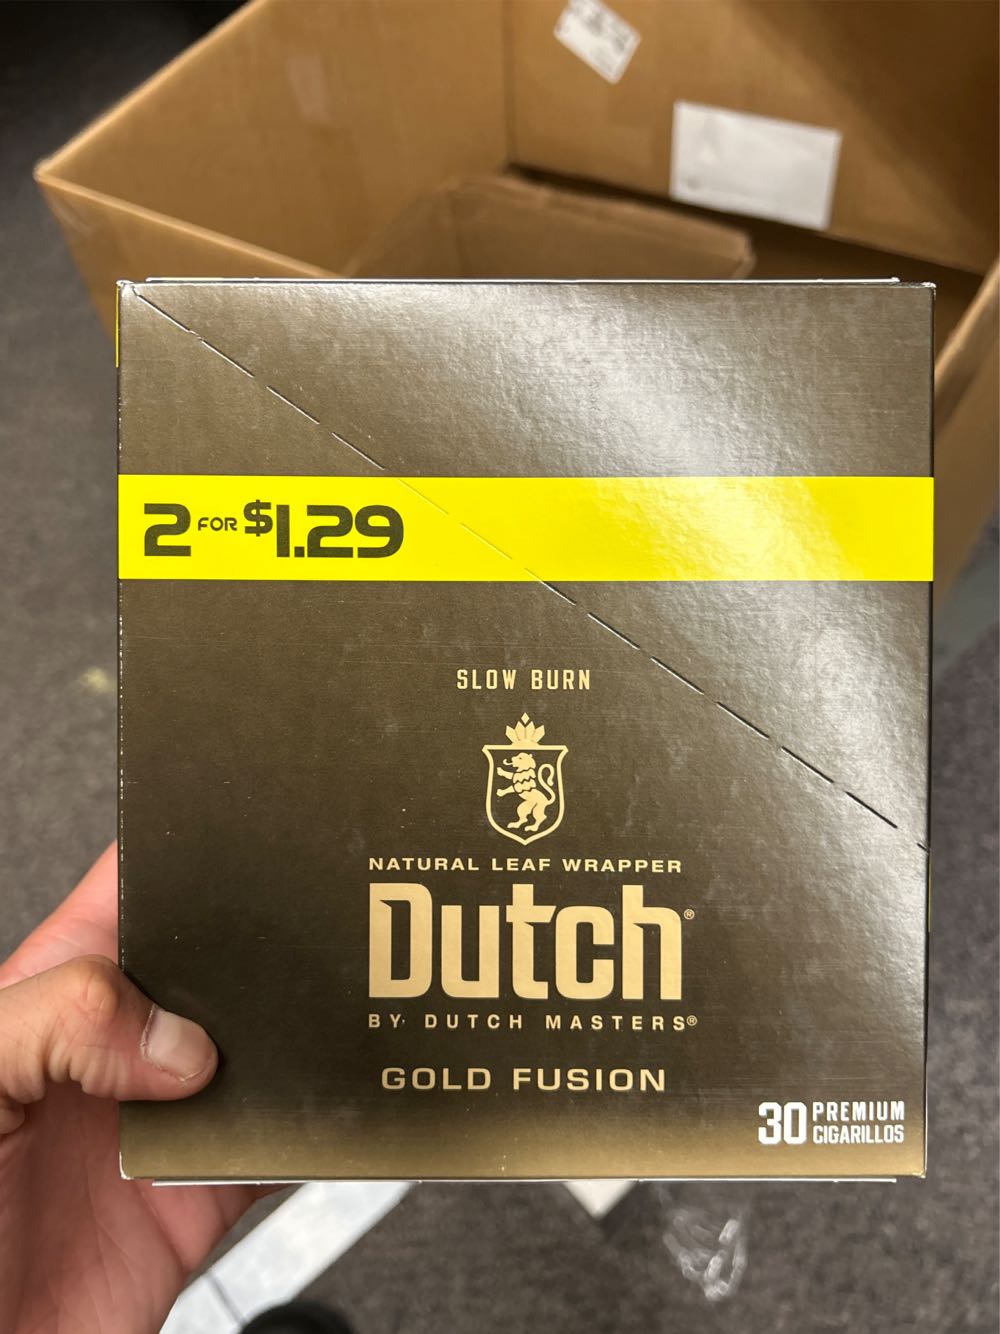 2 FOR $1.29
SLOW BURN
NATURAL LEAF WRAPPER
Dutch®
BY DUTCH MASTERS®
GOLD FUSION
30 PREMIUM
CIGARILLOS